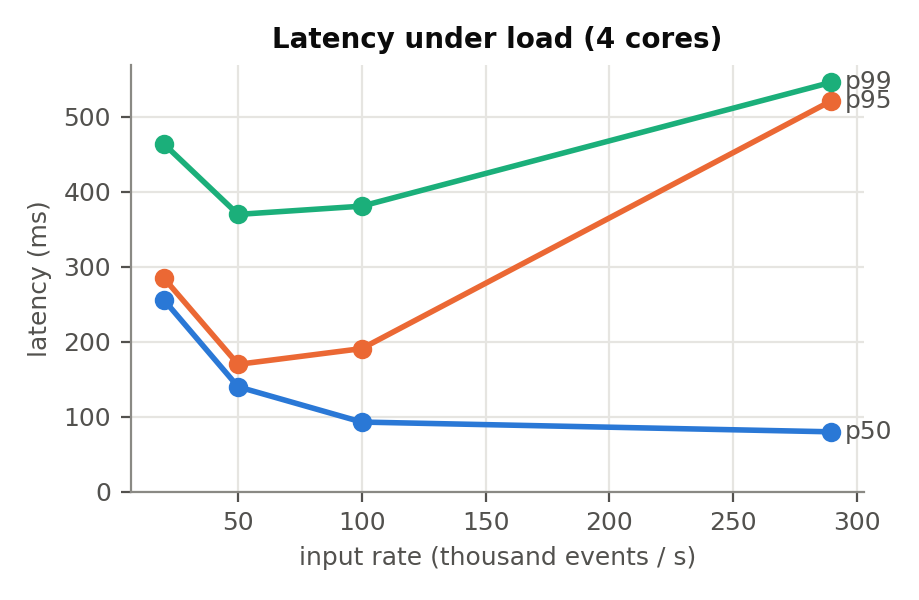 Latency under load (4 cores)
latency (ms)
500
400
300
200
100
0
p99
p95
p50
50 100 150 200 250 300
input rate (thousand events / s)